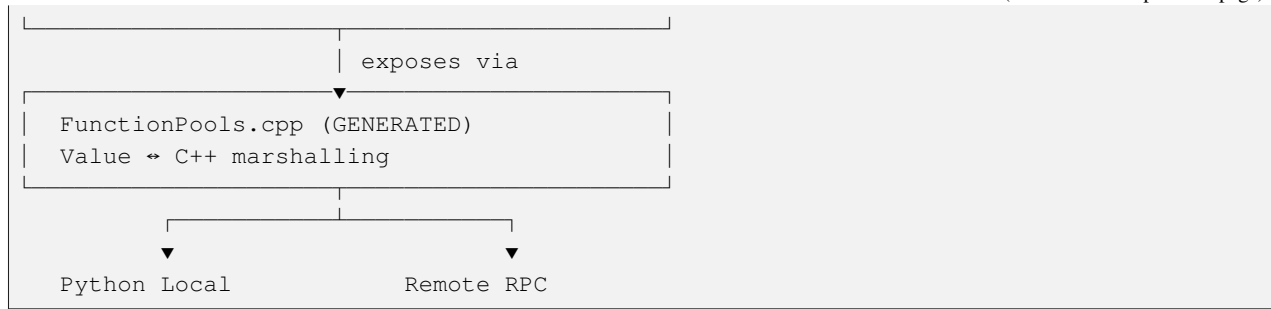 exposes via
FunctionPools.cpp (GENERATED)
Value ↔ C++ marshalling
Python Local Remote RPC